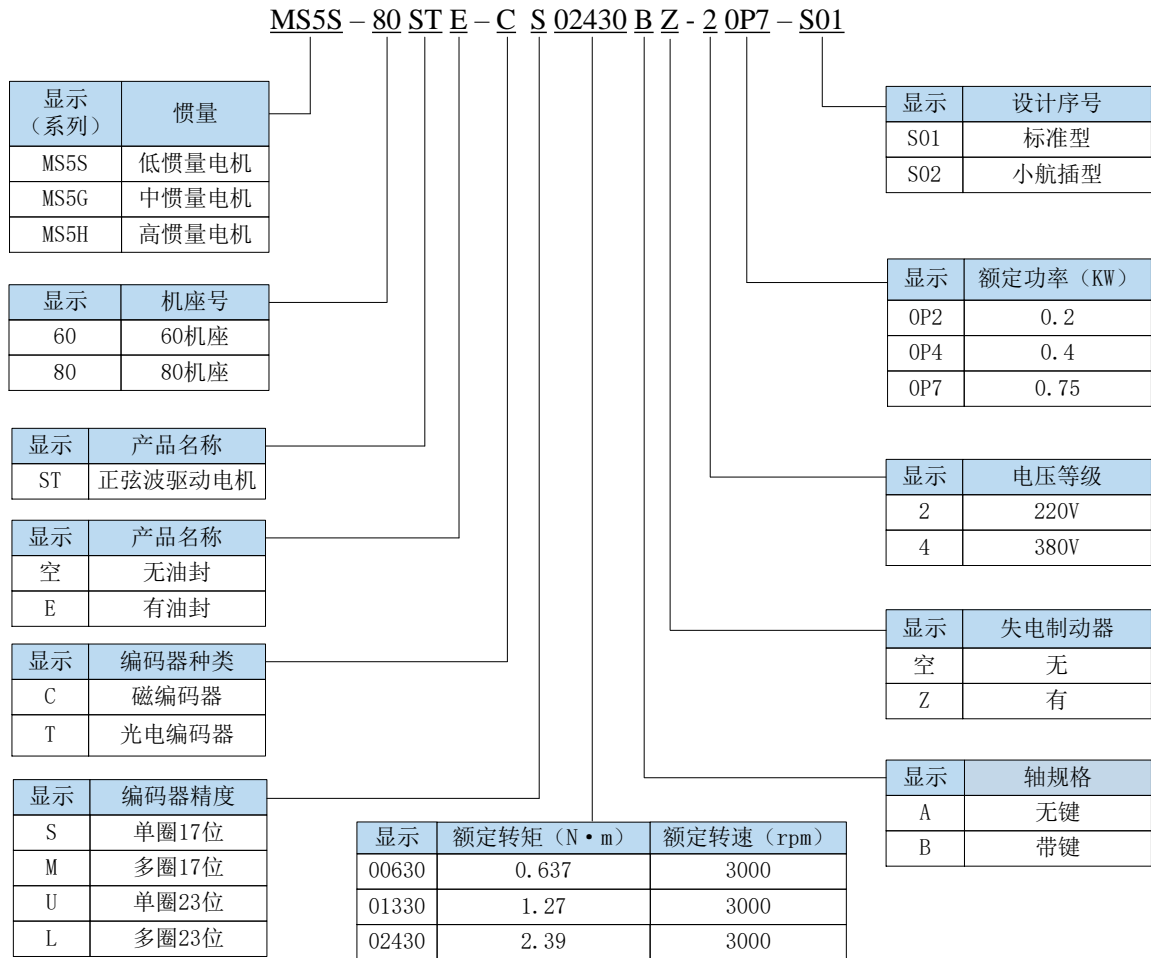 MS5S – 80 ST E – C S 02430 B Z - 2 0P7 – S01
显示（系列） 惯量
MS5S 低惯量电机
MS5G 中惯量电机
MS5H 高惯量电机
显示 机座号
60 60机座
80 80机座
显示 产品名称
ST 正弦波驱动电机
显示 产品名称
空 无油封
E 有油封
显示 编码器种类
C 磁编码器
T 光电编码器
显示 编码器精度
S 单圈17位
M 多圈17位
U 单圈23位
L 多圈23位
显示 额定转矩（N•m） 额定转速（rpm）
00630 0.637 3000
01330 1.27 3000
02430 2.39 3000
显示 设计序号
S01 标准型
S02 小航插型
显示 额定功率（KW）
0P2 0.2
0P4 0.4
0P7 0.75
显示 电压等级
2 220V
4 380V
显示 失电制动器
空 无
Z 有
显示 轴规格
A 无键
B 带键